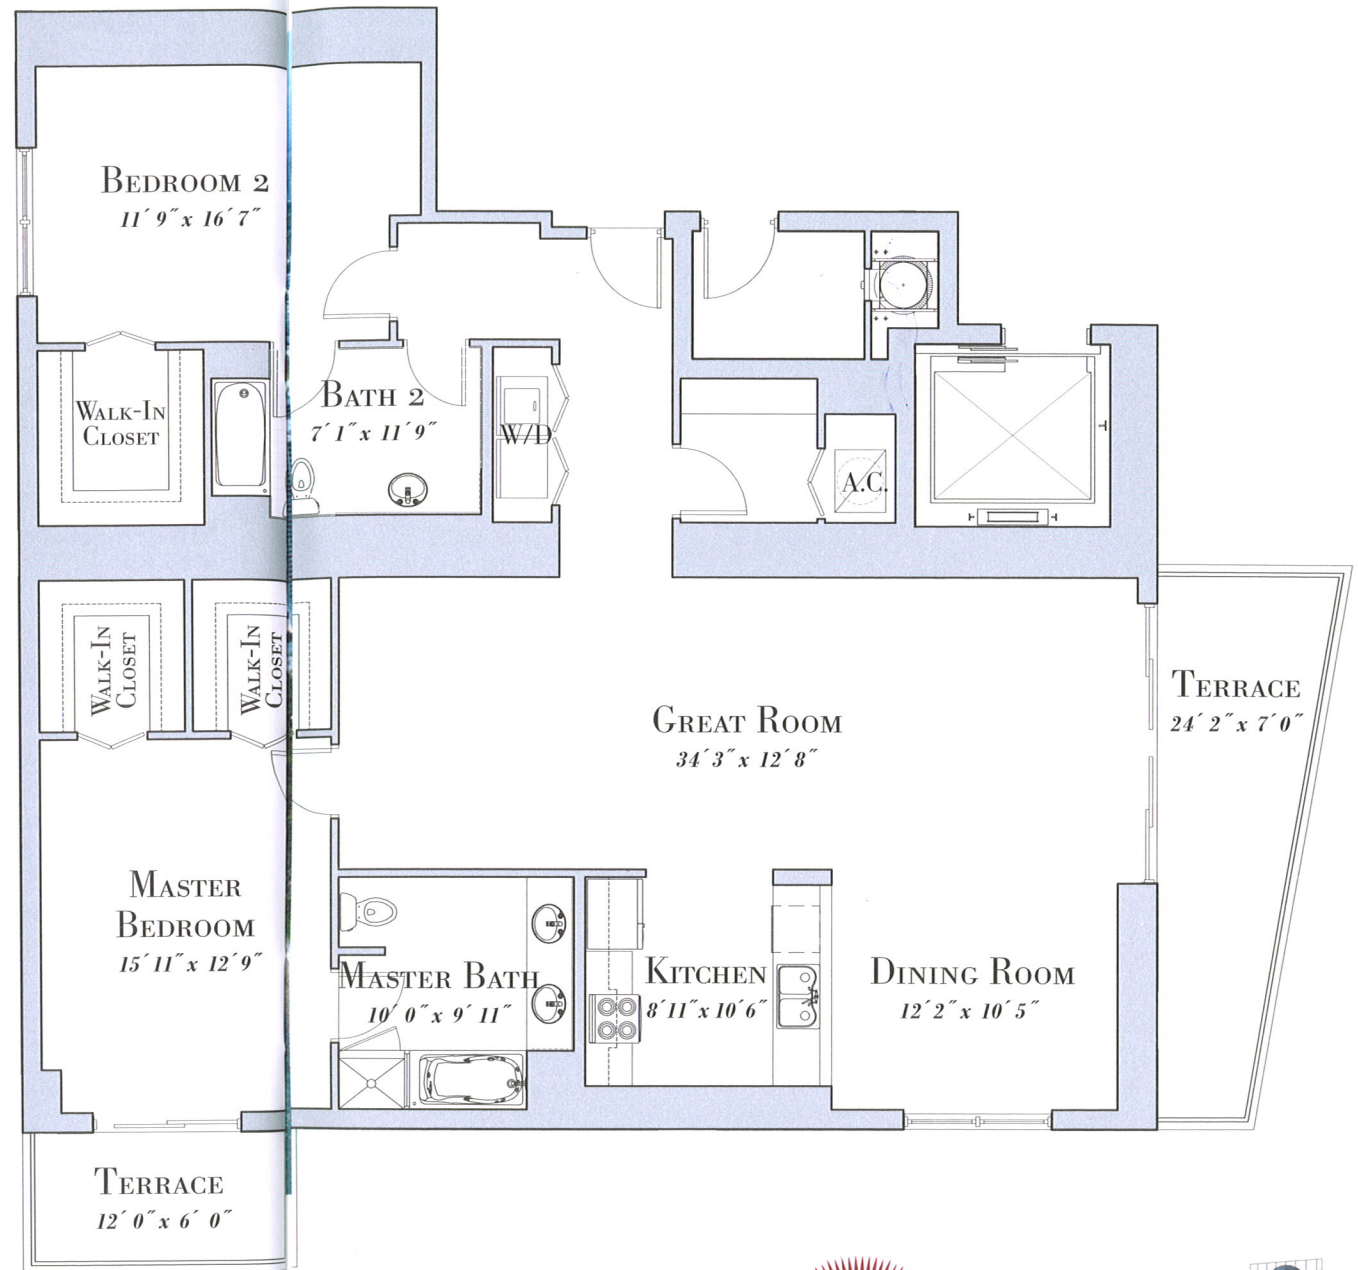 BEDROOM 2
11´ 9˝ x 16´ 7˝
WALK-IN
CLOSET
BATH 2
7´ 1˝ x 11´ 9˝
W/D
A.C.
WALK-IN
CLOSET
WALK-IN
CLOSET
GREAT ROOM
34´ 3˝ x 12´ 8˝
TERRACE
24´ 2˝ x 7´ 0˝
MASTER
BEDROOM
15´ 11˝ x 12´ 9˝
MASTER BATH
10´ 0˝ x 9´ 11˝
KITCHEN
8´ 11˝ x 10´ 6˝
DINING ROOM
12´ 2˝ x 10´ 5˝
TERRACE
12´ 0˝ x 6´ 0˝